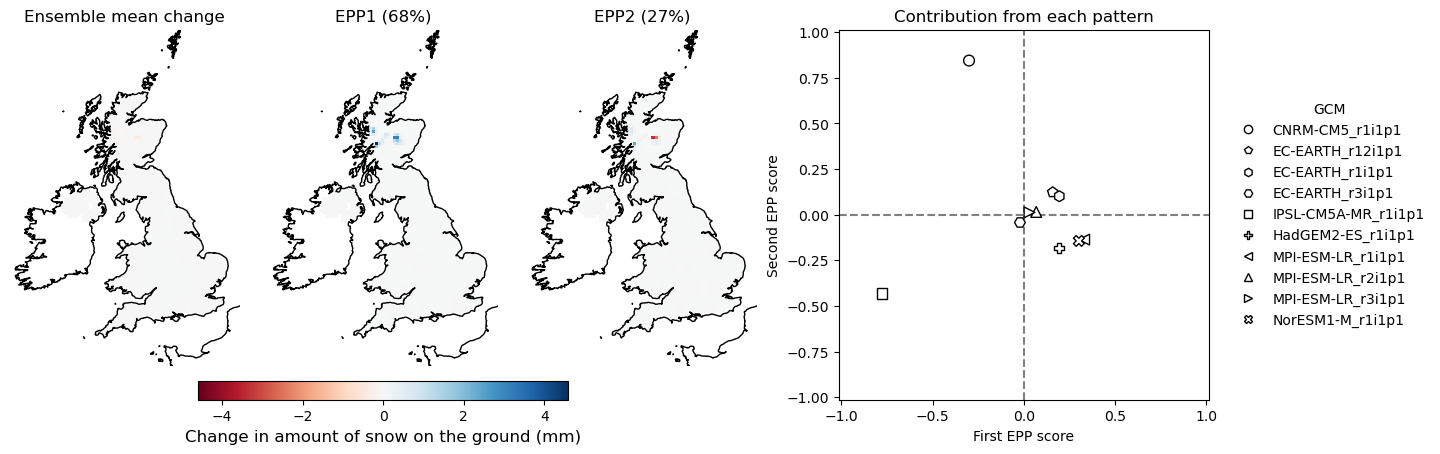 Ensemble mean change
EPP1 (68%)
EPP2 (27%)
−4 −2 0 2 4
Change in amount of snow on the ground (mm)
Contribution from each pattern
1.00
0.75
0.50
0.25
0.00
−0.25
−0.50
−0.75
−1.00
Second EPP score
−1.0 −0.5 0.0 0.5 1.0
First EPP score
GCM
CNRM-CM5_r1i1p1
EC-EARTH_r12i1p1
EC-EARTH_r1i1p1
EC-EARTH_r3i1p1
IPSL-CM5A-MR_r1i1p1
HadGEM2-ES_r1i1p1
MPI-ESM-LR_r1i1p1
MPI-ESM-LR_r2i1p1
MPI-ESM-LR_r3i1p1
NorESM1-M_r1i1p1